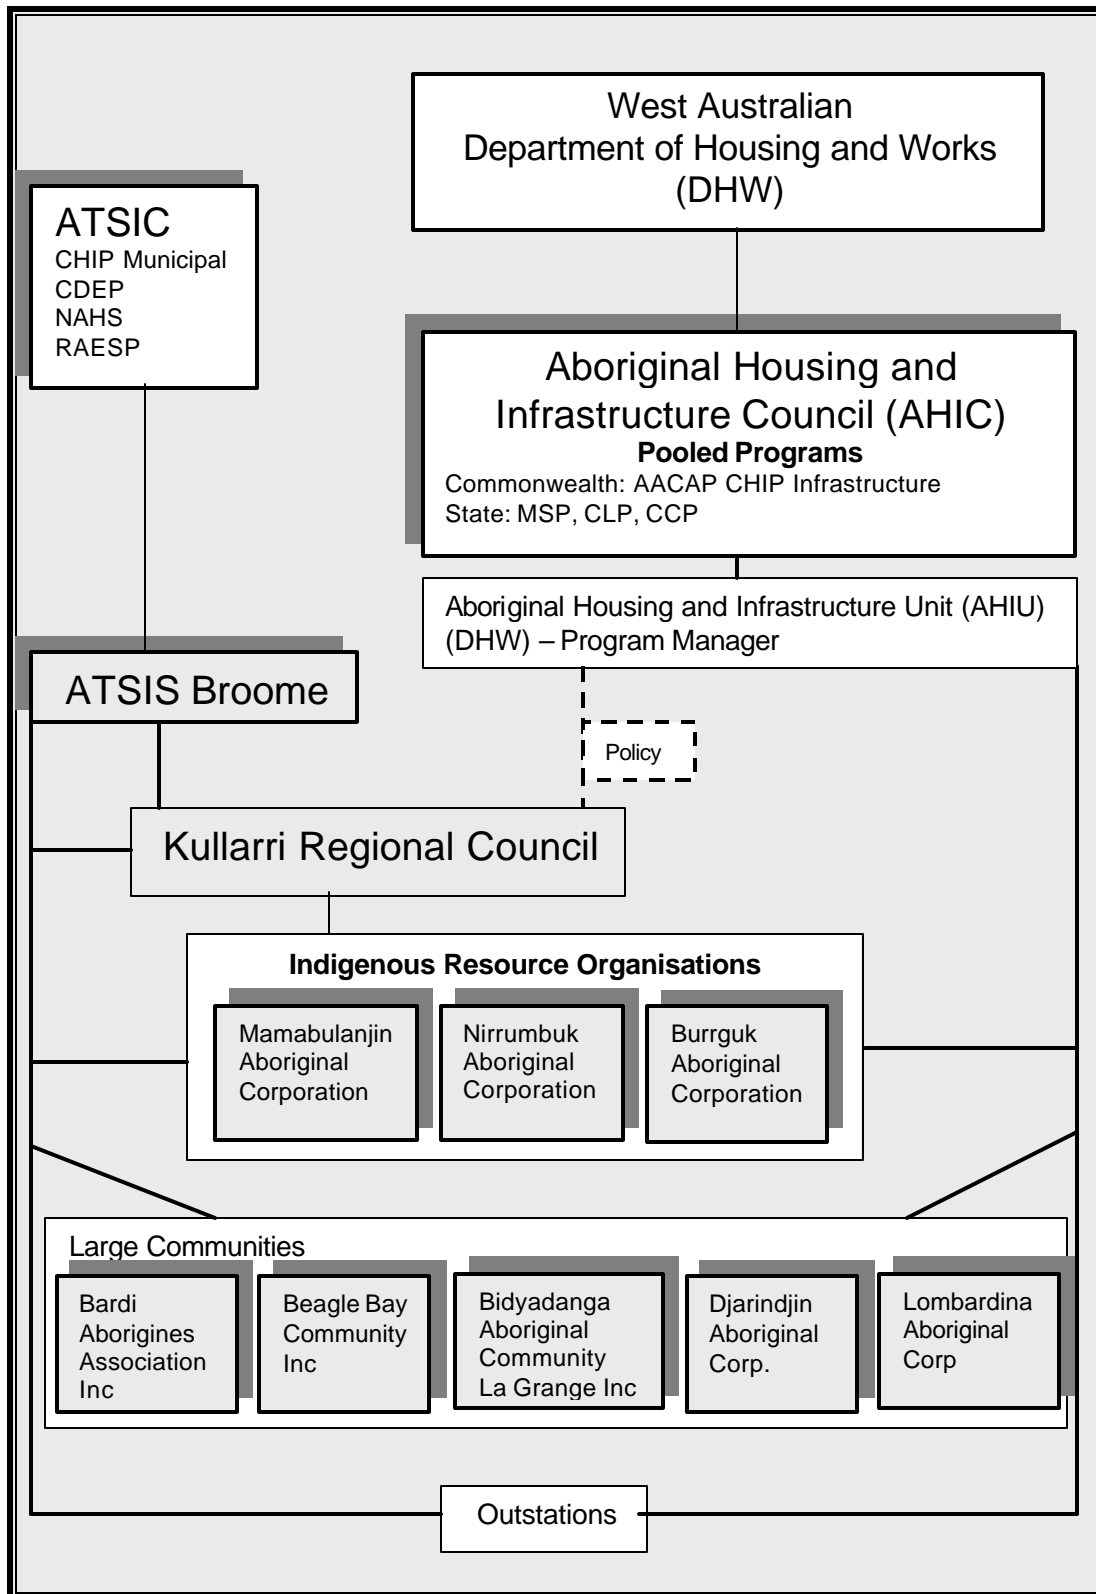 West Australian
Department of Housing and Works
(DHW)
ATSIC
CHIP Municipal
CDEP
NAHS
RAESP
Aboriginal Housing and
Infrastructure Council (AHIC)
Pooled Programs
Commonwealth: AACAP CHIP Infrastructure
State: MSP, CLP, CCP
Aboriginal Housing and Infrastructure Unit (AHIU)
(DHW) – Program Manager
ATSIS Broome
Policy
Kullarri Regional Council
Indigenous Resource Organisations
Mamabulanjin
Aboriginal
Corporation
Nirrumbuk
Aboriginal
Corporation
Burrguk
Aboriginal
Corporation
Large Communities
Bardi
Aborigines
Association
Inc
Beagle Bay
Community
Inc
Bidyadanga
Aboriginal
Community
La Grange Inc
Djarindjin
Aboriginal
Corp.
Lombardina
Aboriginal
Corp
Outstations